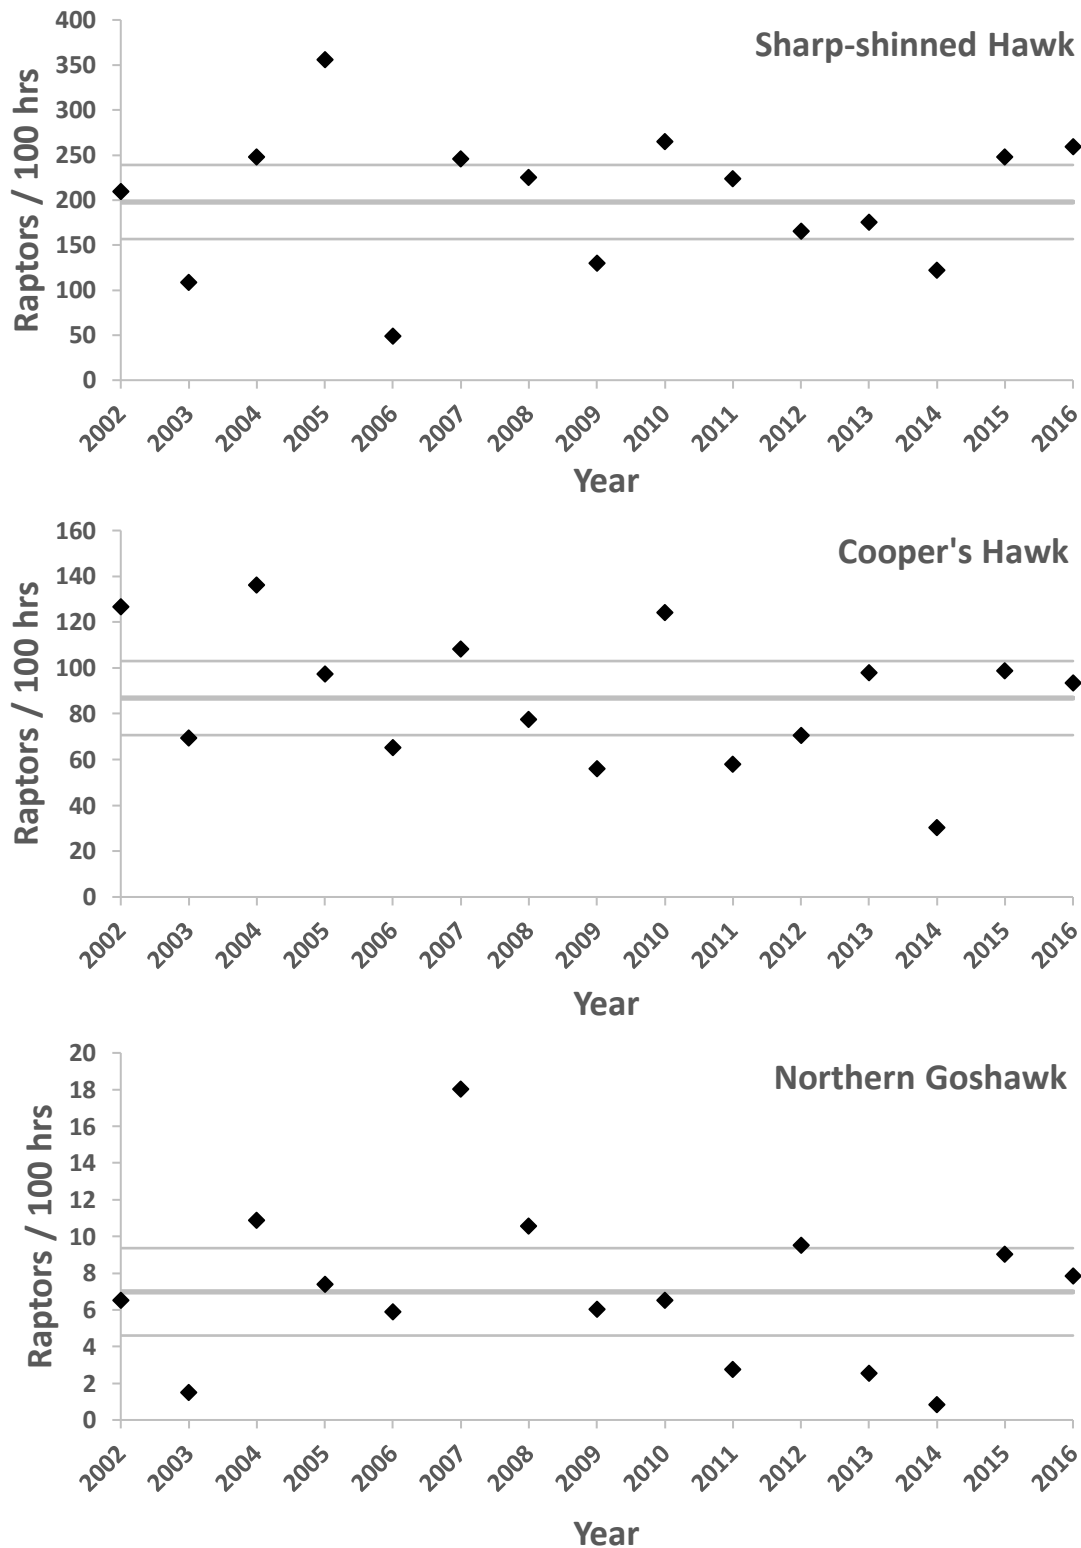 Sharp-shinned Hawk
Raptors / 100 hrs
400
350
300
250
200
150
100
50
0
2002 2003 2004 2005 2006 2007 2008 2009 2010 2011 2012 2013 2014 2015 2016
Year
Cooper's Hawk
Raptors / 100 hrs
160
140
120
100
80
60
40
20
0
2002 2003 2004 2005 2006 2007 2008 2009 2010 2011 2012 2013 2014 2015 2016
Year
Northern Goshawk
Raptors / 100 hrs
20
18
16
14
12
10
8
6
4
2
0
2002 2003 2004 2005 2006 2007 2008 2009 2010 2011 2012 2013 2014 2015 2016
Year